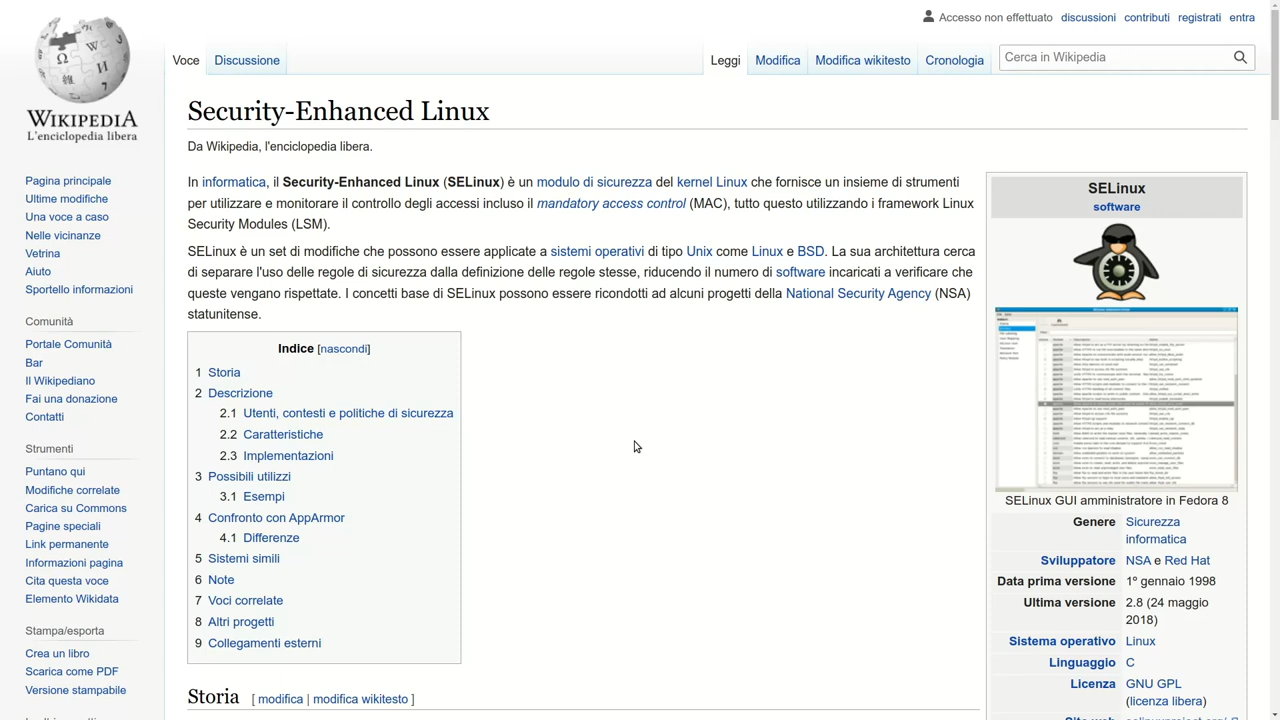 Accesso non effettuato discussioni contributi registrati entra
Voce Discussione Leggi Modifica Modifica wikitesto Cronologia Cerca in Wikipedia
WIKIPEDIA
L'enciclopedia libera
Pagina principale
Ultime modifiche
Una voce a caso
Nelle vicinanze
Vetrina
Aiuto
Sportello informazioni
Comunità
Portale Comunità
Bar
Il Wikipediano
Fai una donazione
Contatti
Strumenti
Puntano qui
Modifiche correlate
Carica su Commons
Pagine speciali
Link permanente
Informazioni pagina
Cita questa voce
Elemento Wikidata
Stampa/esporta
Crea un libro
Scarica come PDF
Versione stampabile
Security-Enhanced Linux
Da Wikipedia, l'enciclopedia libera.
In informatica, il Security-Enhanced Linux (SELinux) è un modulo di sicurezza del kernel Linux che fornisce un insieme di strumenti
per utilizzare e monitorare il controllo degli accessi incluso il mandatory access control (MAC), tutto questo utilizzando i framework Linux
Security Modules (LSM).
SELinux è un set di modifiche che possono essere applicate a sistemi operativi di tipo Unix come Linux e BSD. La sua architettura cerca
di separare l'uso delle regole di sicurezza dalla definizione delle regole stesse, riducendo il numero di software incaricati a verificare che
queste vengano rispettate. I concetti base di SELinux possono essere ricondotti ad alcuni progetti della National Security Agency (NSA)
statunitense.
Indice [nascondi]
1 Storia
2 Descrizione
2.1 Utenti, contesti e politiche di sicurezza
2.2 Caratteristiche
2.3 Implementazioni
3 Possibili utilizzi
3.1 Esempi
4 Confronto con AppArmor
4.1 Differenze
5 Sistemi simili
6 Note
7 Voci correlate
8 Altri progetti
9 Collegamenti esterni
Storia [ modifica | modifica wikitesto ]
SELinux
software
SELinux GUI amministratore in Fedora 8
Genere Sicurezza
informatica
Sviluppatore NSA e Red Hat
Data prima versione 1º gennaio 1998
Ultima versione 2.8 (24 maggio
2018)
Sistema operativo Linux
Linguaggio C
Licenza GNU GPL
(licenza libera)